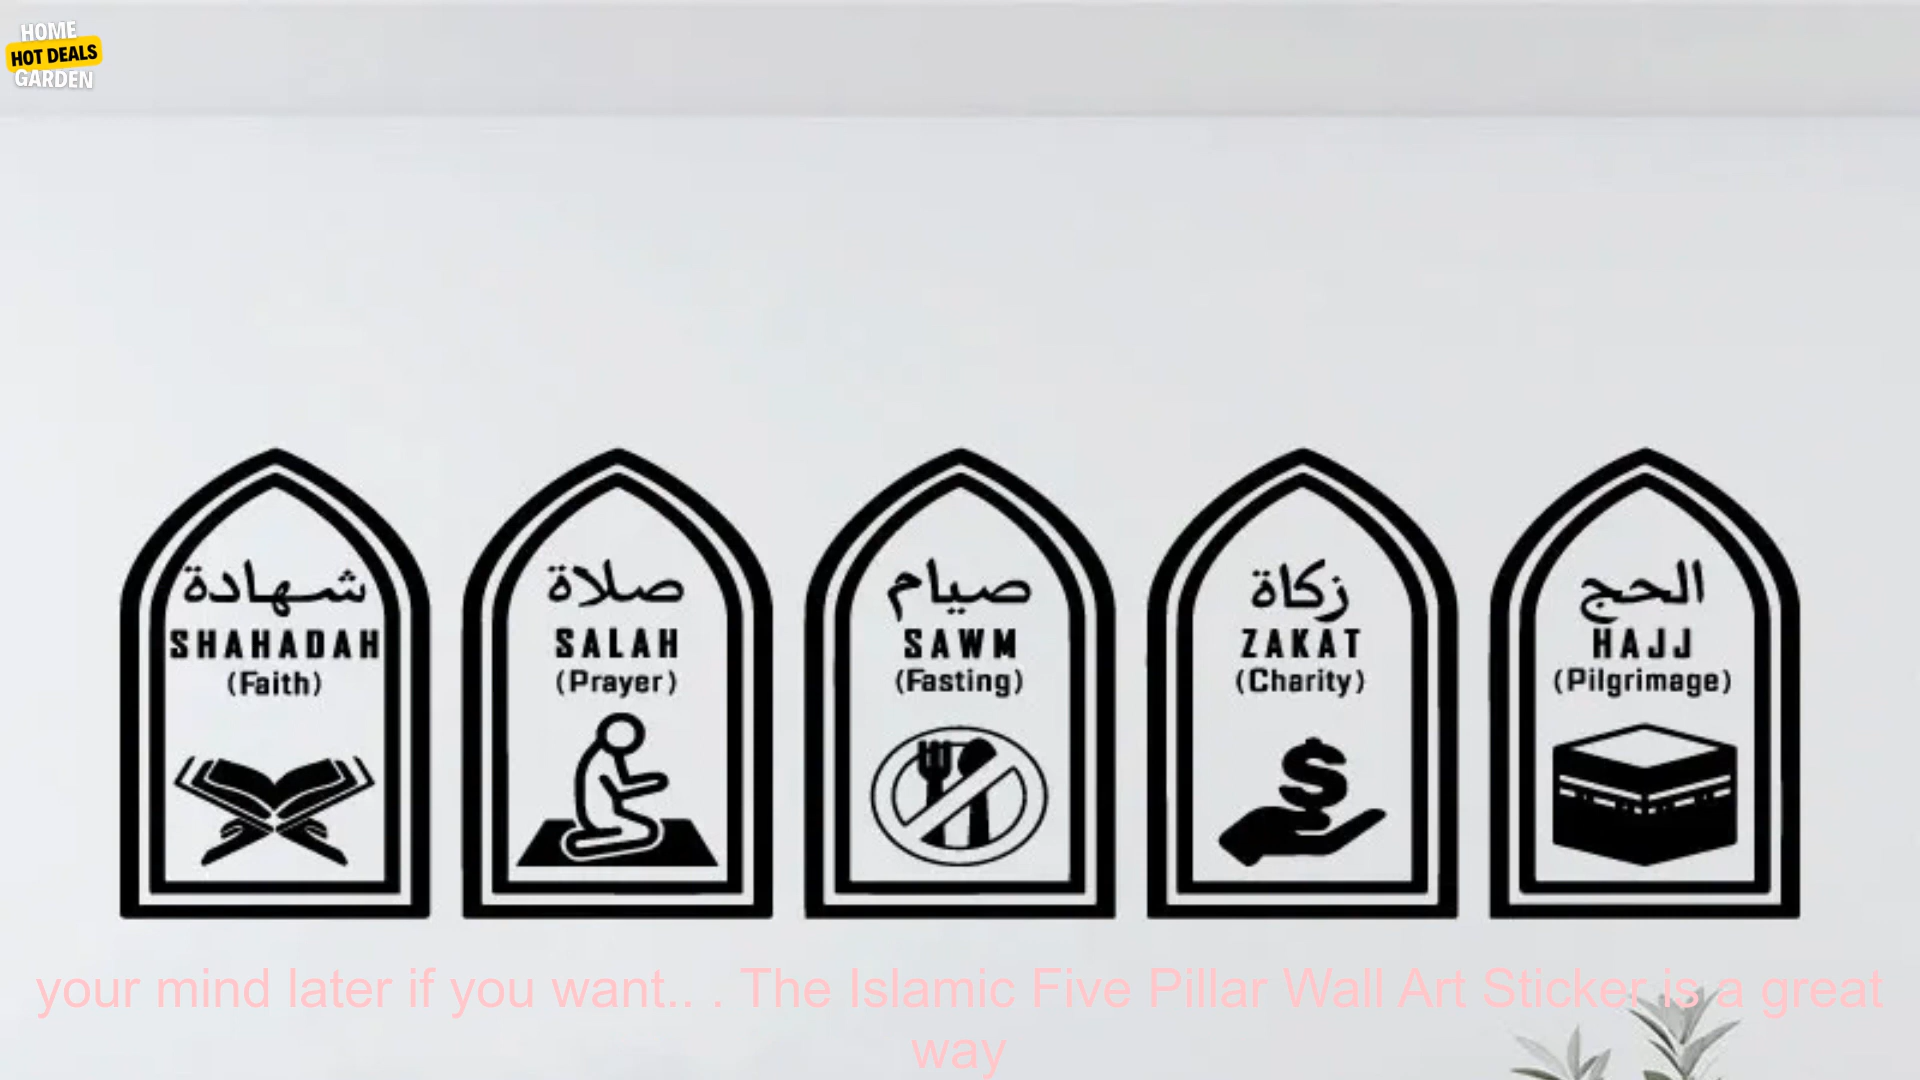 HOME
HOT DEALS
GARDEN
شهادة
SHAHADAH
(Faith)
صلاة
SALAH
(Prayer)
صيام
SAWM
(Fasting)
زكاة
ZAKAT
(Charity)
الحج
HAJJ
(Pilgrimage)
your mind later if you want.. . The Islamic Five Pillar Wall Art Sticker is a great
way